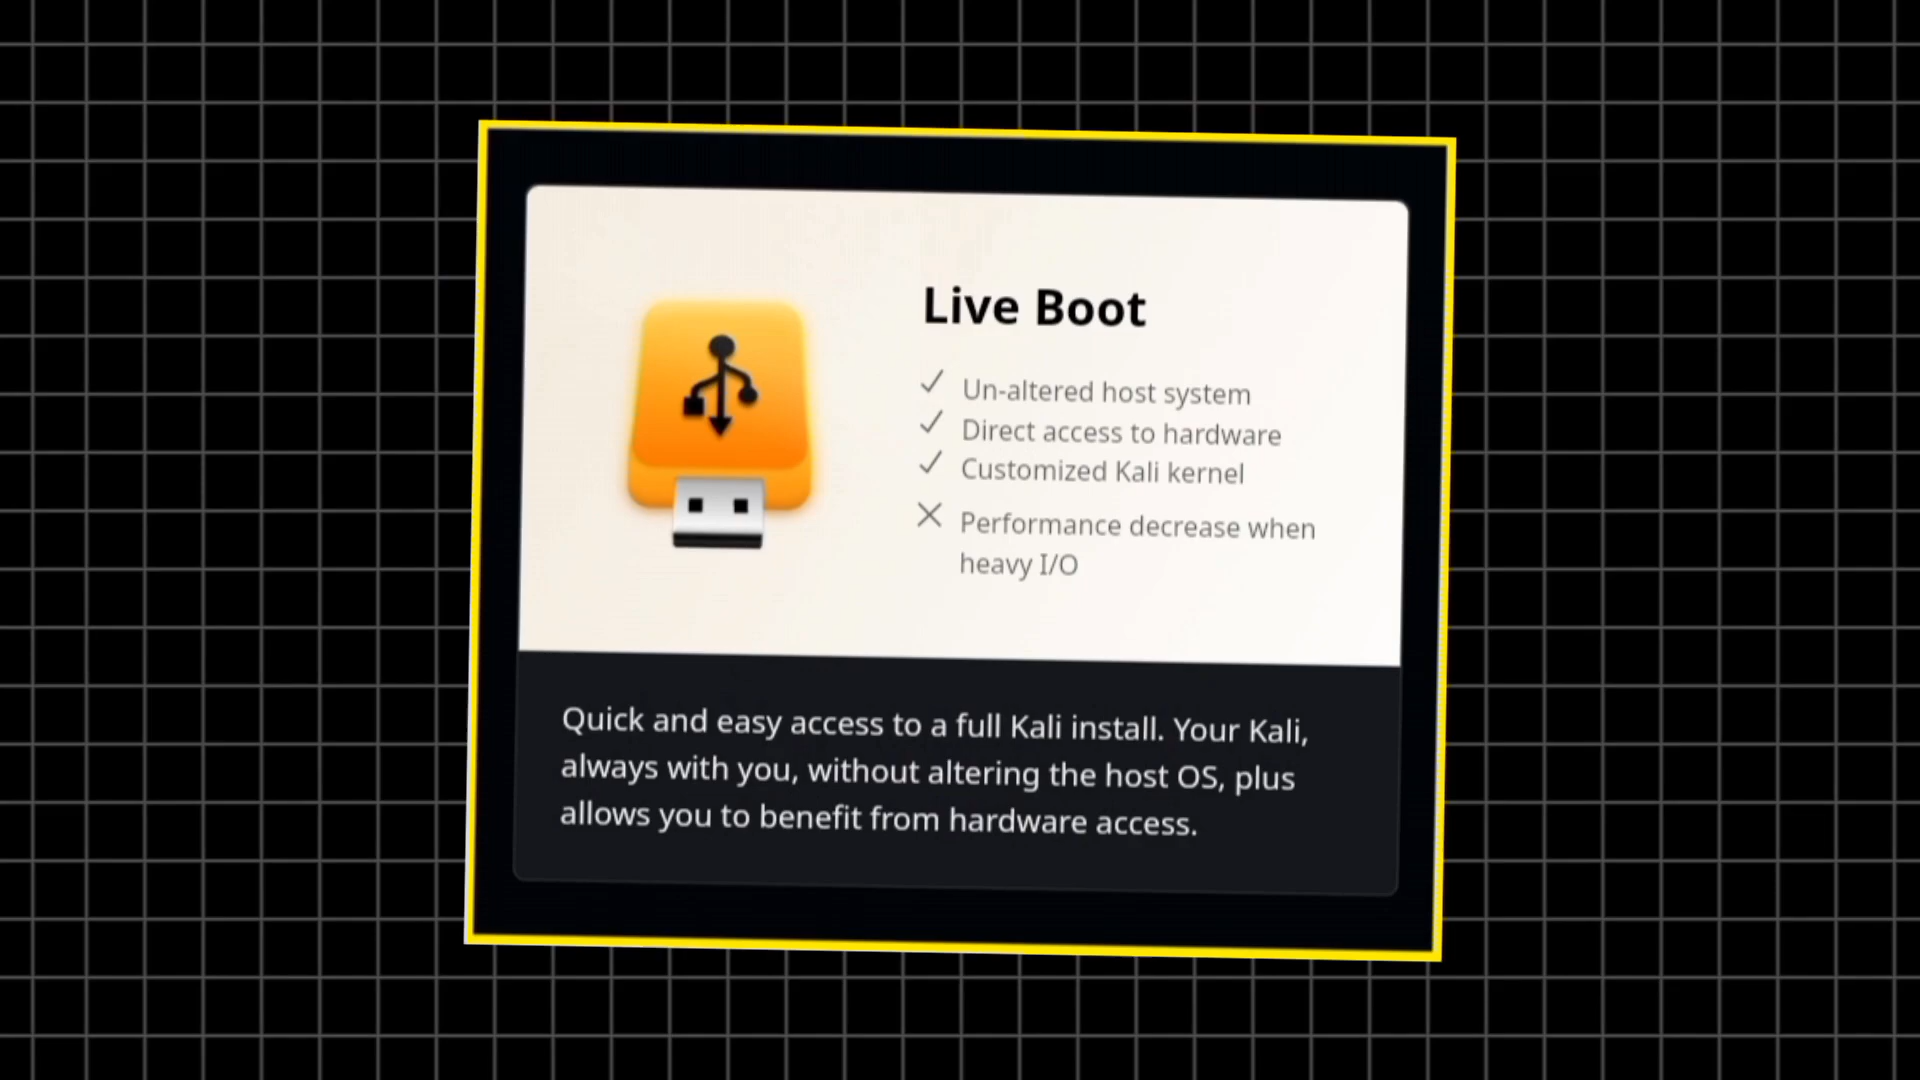 Live Boot
Un-altered host system
Direct access to hardware
Customized Kali kernel
Performance decrease when
heavy I/O
Quick and easy access to a full Kali install. Your Kali,
always with you, without altering the host OS, plus
allows you to benefit from hardware access.